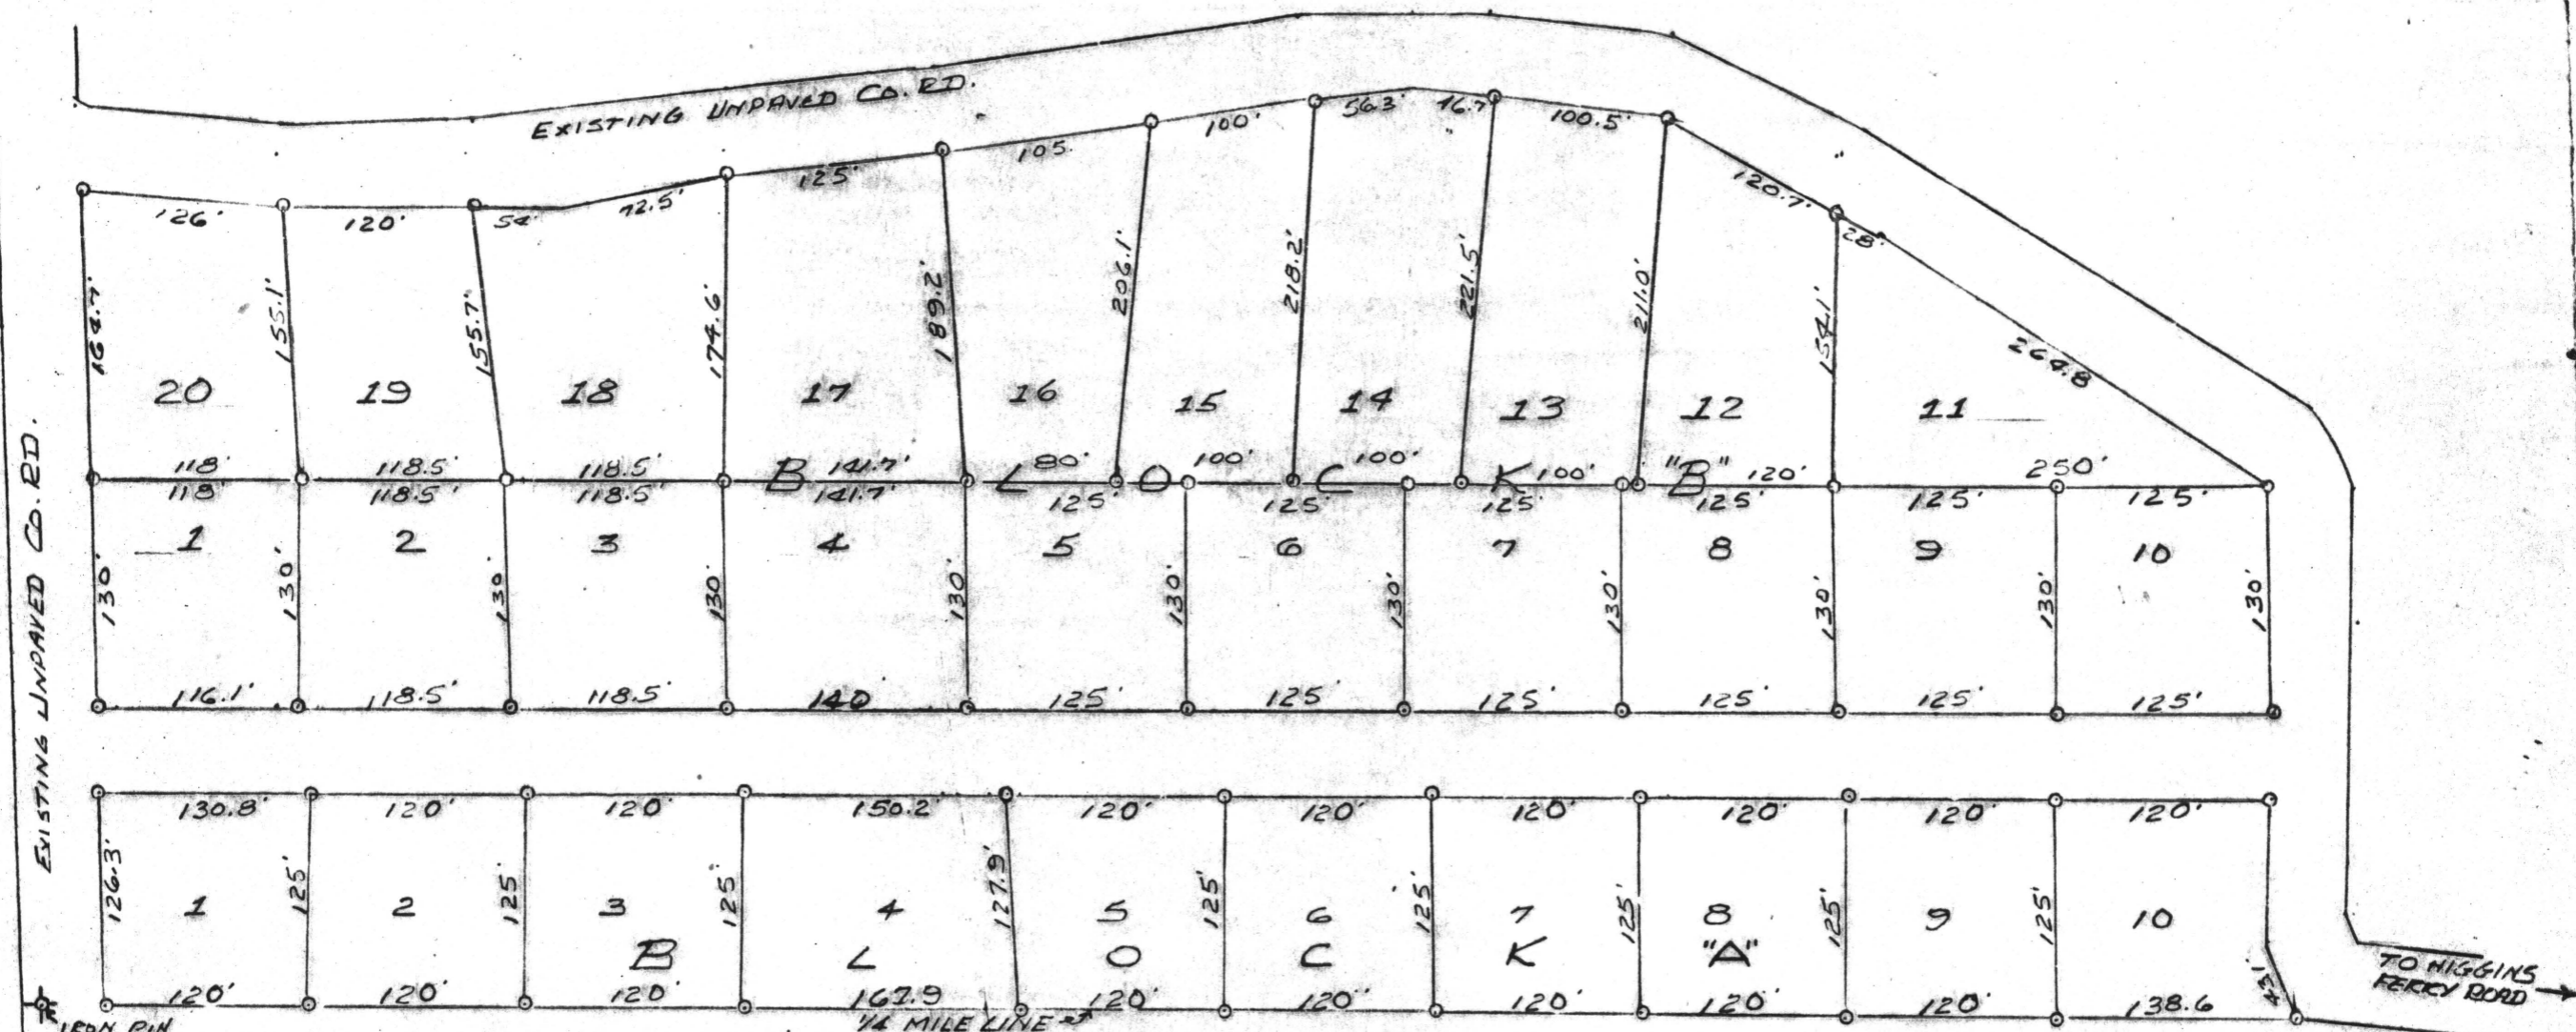 EXISTING UNPAVED CO. RD.
126' 120' 54' 72.5' 125' 105 100' 56.3' 46.7' 100.5' 120.7' 28' 264.8
164.7' 155.1' 155.7' 174.6' 189.2' 206.1' 218.2' 221.5' 211.0' 154.1'
20 19 18 17 16 15 14 13 12 11
118' 118.5' 118.5' 141.7' 80' 100' 100' 100' 120' 250'
BLOCK "B"
118' 118.5' 118.5' 141.7' 125' 125' 125' 125' 125' 125'
1 2 3 4 5 6 7 8 9 10
130' 130' 130' 130' 130' 130' 130' 130' 130' 130' 130'
116.1' 118.5' 118.5' 140' 125' 125' 125' 125' 125' 125'
EXISTING UNPAVED CO. RD.
130.8' 120' 120' 150.2' 120' 120' 120' 120' 120' 120'
126.3' 125' 125' 125' 127.9' 125' 125' 125' 125' 125'
1 2 3 4 5 6 7 8 9 10
BLOCK "A"
120' 120' 120' 120' 120' 120' 120' 120' 138.6
43.1'
IRON PIN
1/4 MILE LINE
TO HIGGINS
FERRY ROAD